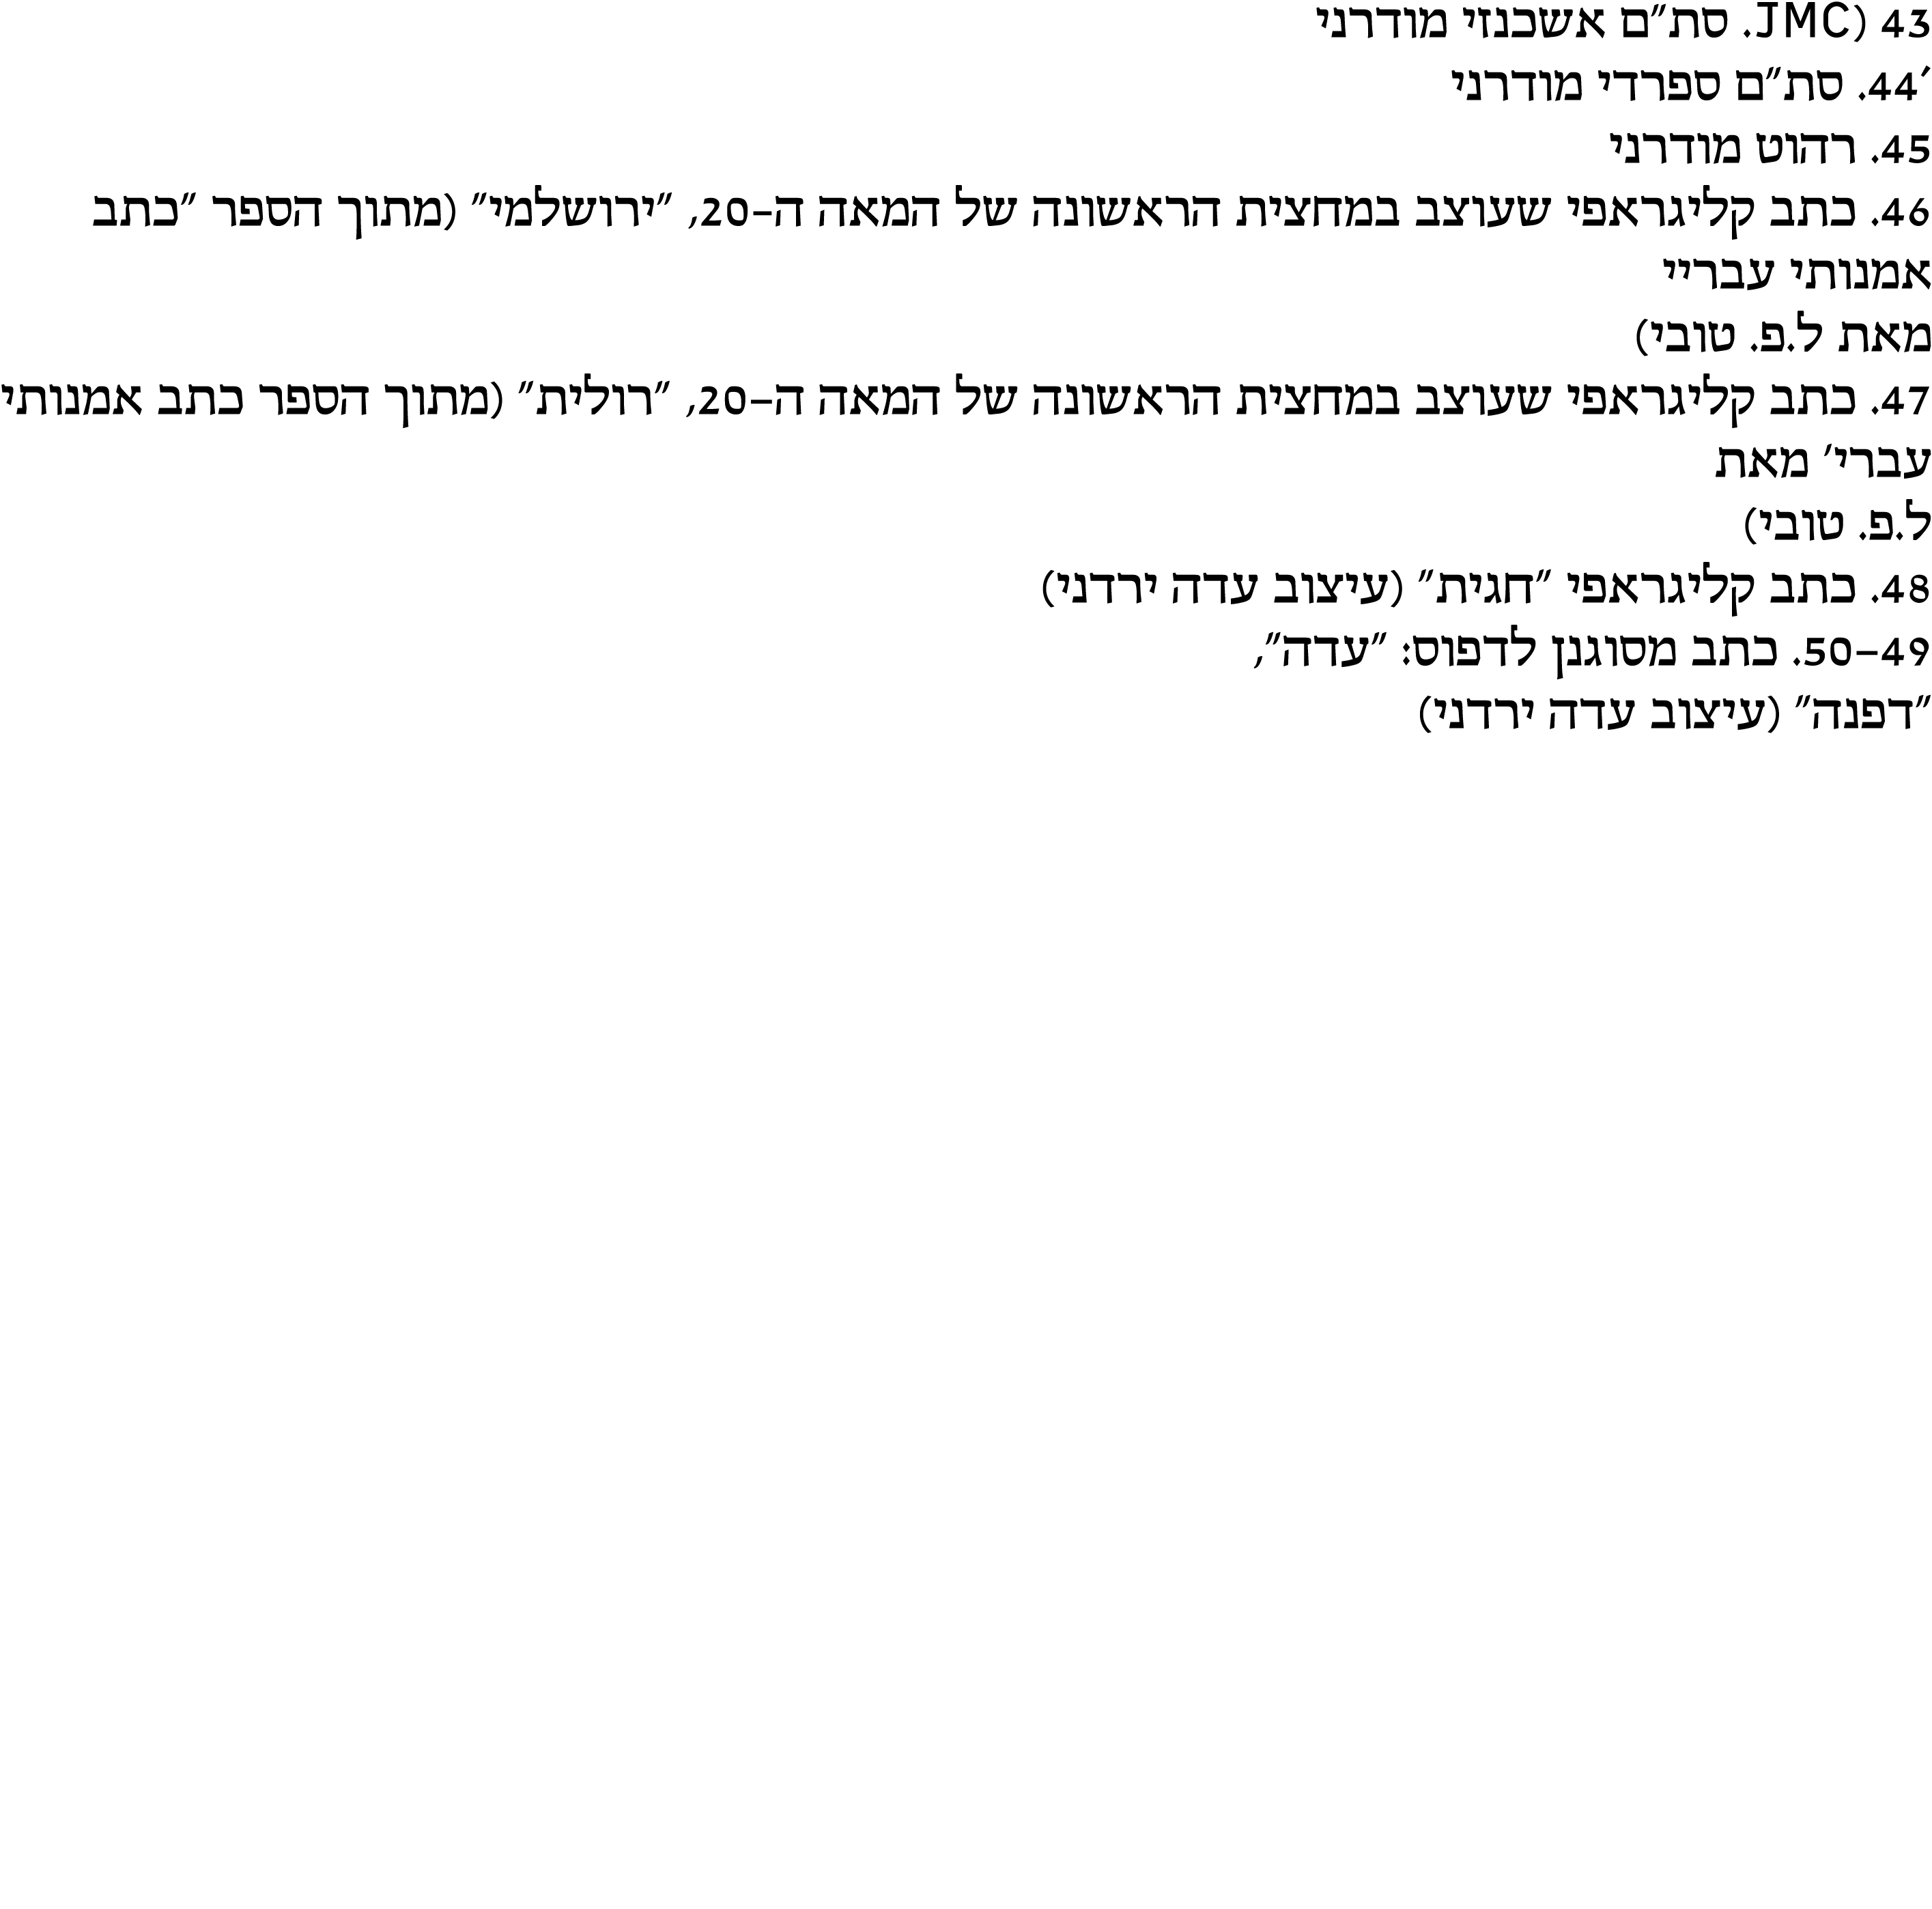 43 (JMC. סת״ם אשכנזי מודרני
׳44. סת״ם ספרדי מודרני
45. רהוט מודרני
46. כתב קליגראפי שעוצב במחצית הראשונה של המאה ה–20, ״ירושלמי״ (מתוך הספר ״כתב
אמנותי עבריי
מאת ל.פ. טובי)
47. כתב קליגראפי שעוצב במחצית הראשונה של המאה ה–20, ״רולית״ (מתוך הספר כתב אמנותי
עברי׳ מאת
ל.פ. טובי)
48. כתב קליגראפי ״חגית״ (עיצוב עדה ירדני)
50–49. כתב מסוגנן לדפוס: ״עדה״,
״דפנה״ (עיצוב עדה ירדני)